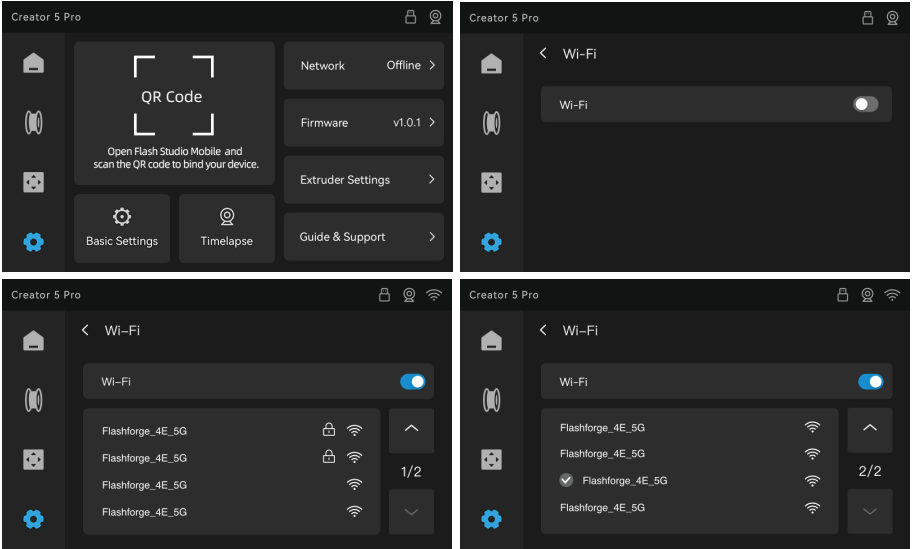 Creator 5 Pro
QR Code
Open Flash Studio Mobile and
scan the QR code to bind your device.
Basic Settings
Timelapse
Network Offline >
Firmware v1.0.1 >
Extruder Settings >
Guide & Support >
Creator 5 Pro
< Wi-Fi
Wi-Fi
Creator 5 Pro
< Wi–Fi
Wi–Fi
Flashforge_4E_5G
Flashforge_4E_5G
Flashforge_4E_5G
Flashforge_4E_5G
1/2
Creator 5 Pro
< Wi–Fi
Wi-Fi
Flashforge_4E_5G
Flashforge_4E_5G
Flashforge_4E_5G
Flashforge_4E_5G
2/2